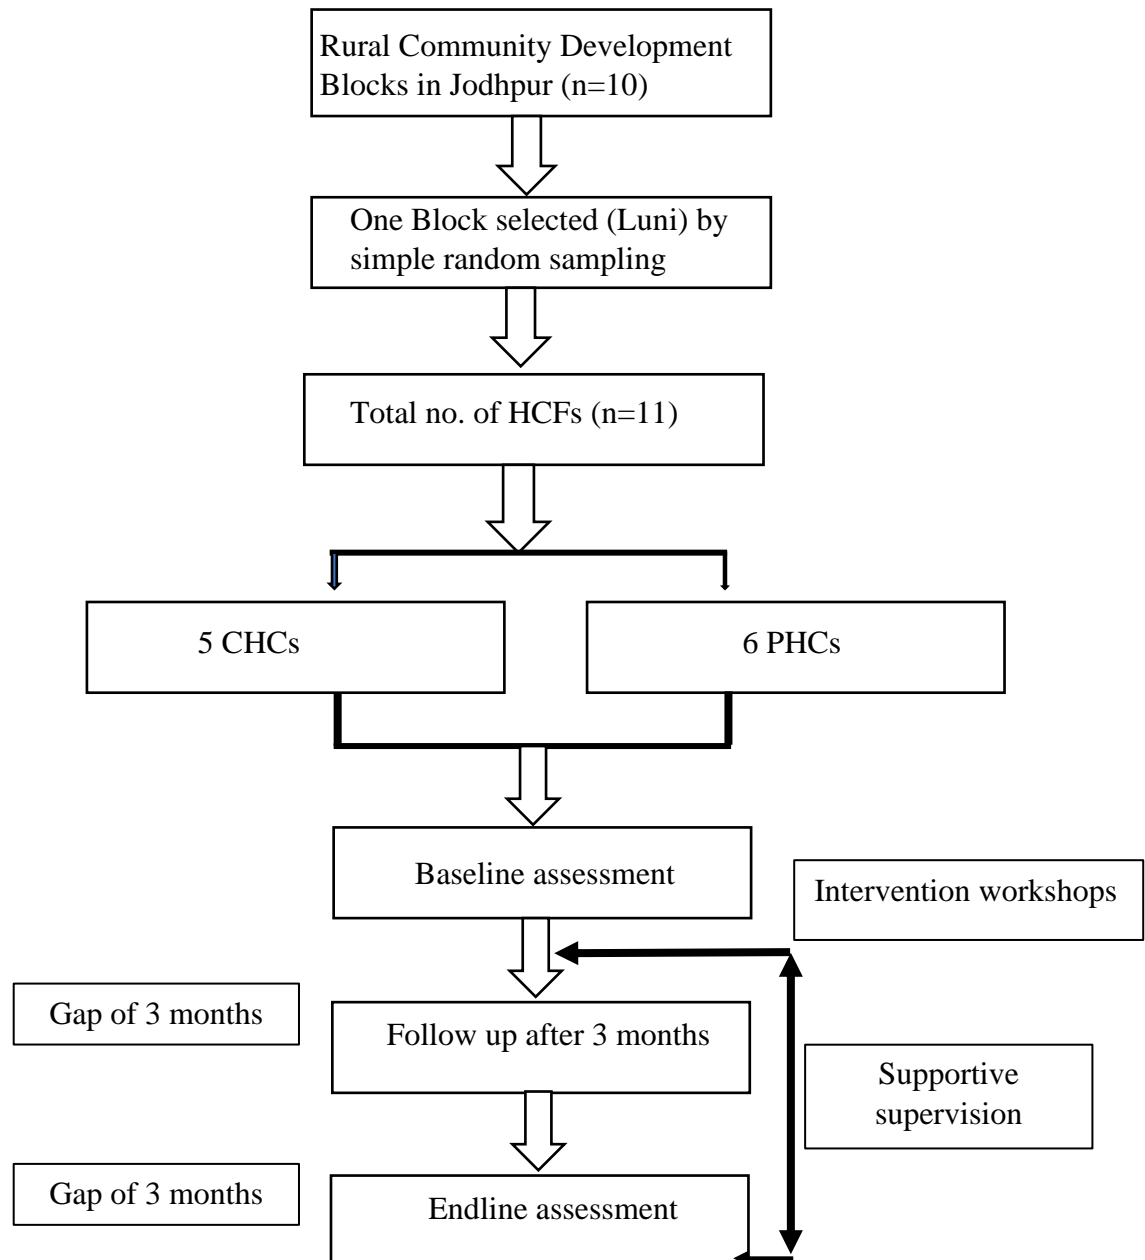 Rural Community Development
Blocks in Jodhpur (n=10)
One Block selected (Luni) by
simple random sampling
Total no. of HCFs (n=11)
5 CHCs
6 PHCs
Baseline assessment
Intervention workshops
Gap of 3 months
Follow up after 3 months
Supportive
supervision
Gap of 3 months
Endline assessment